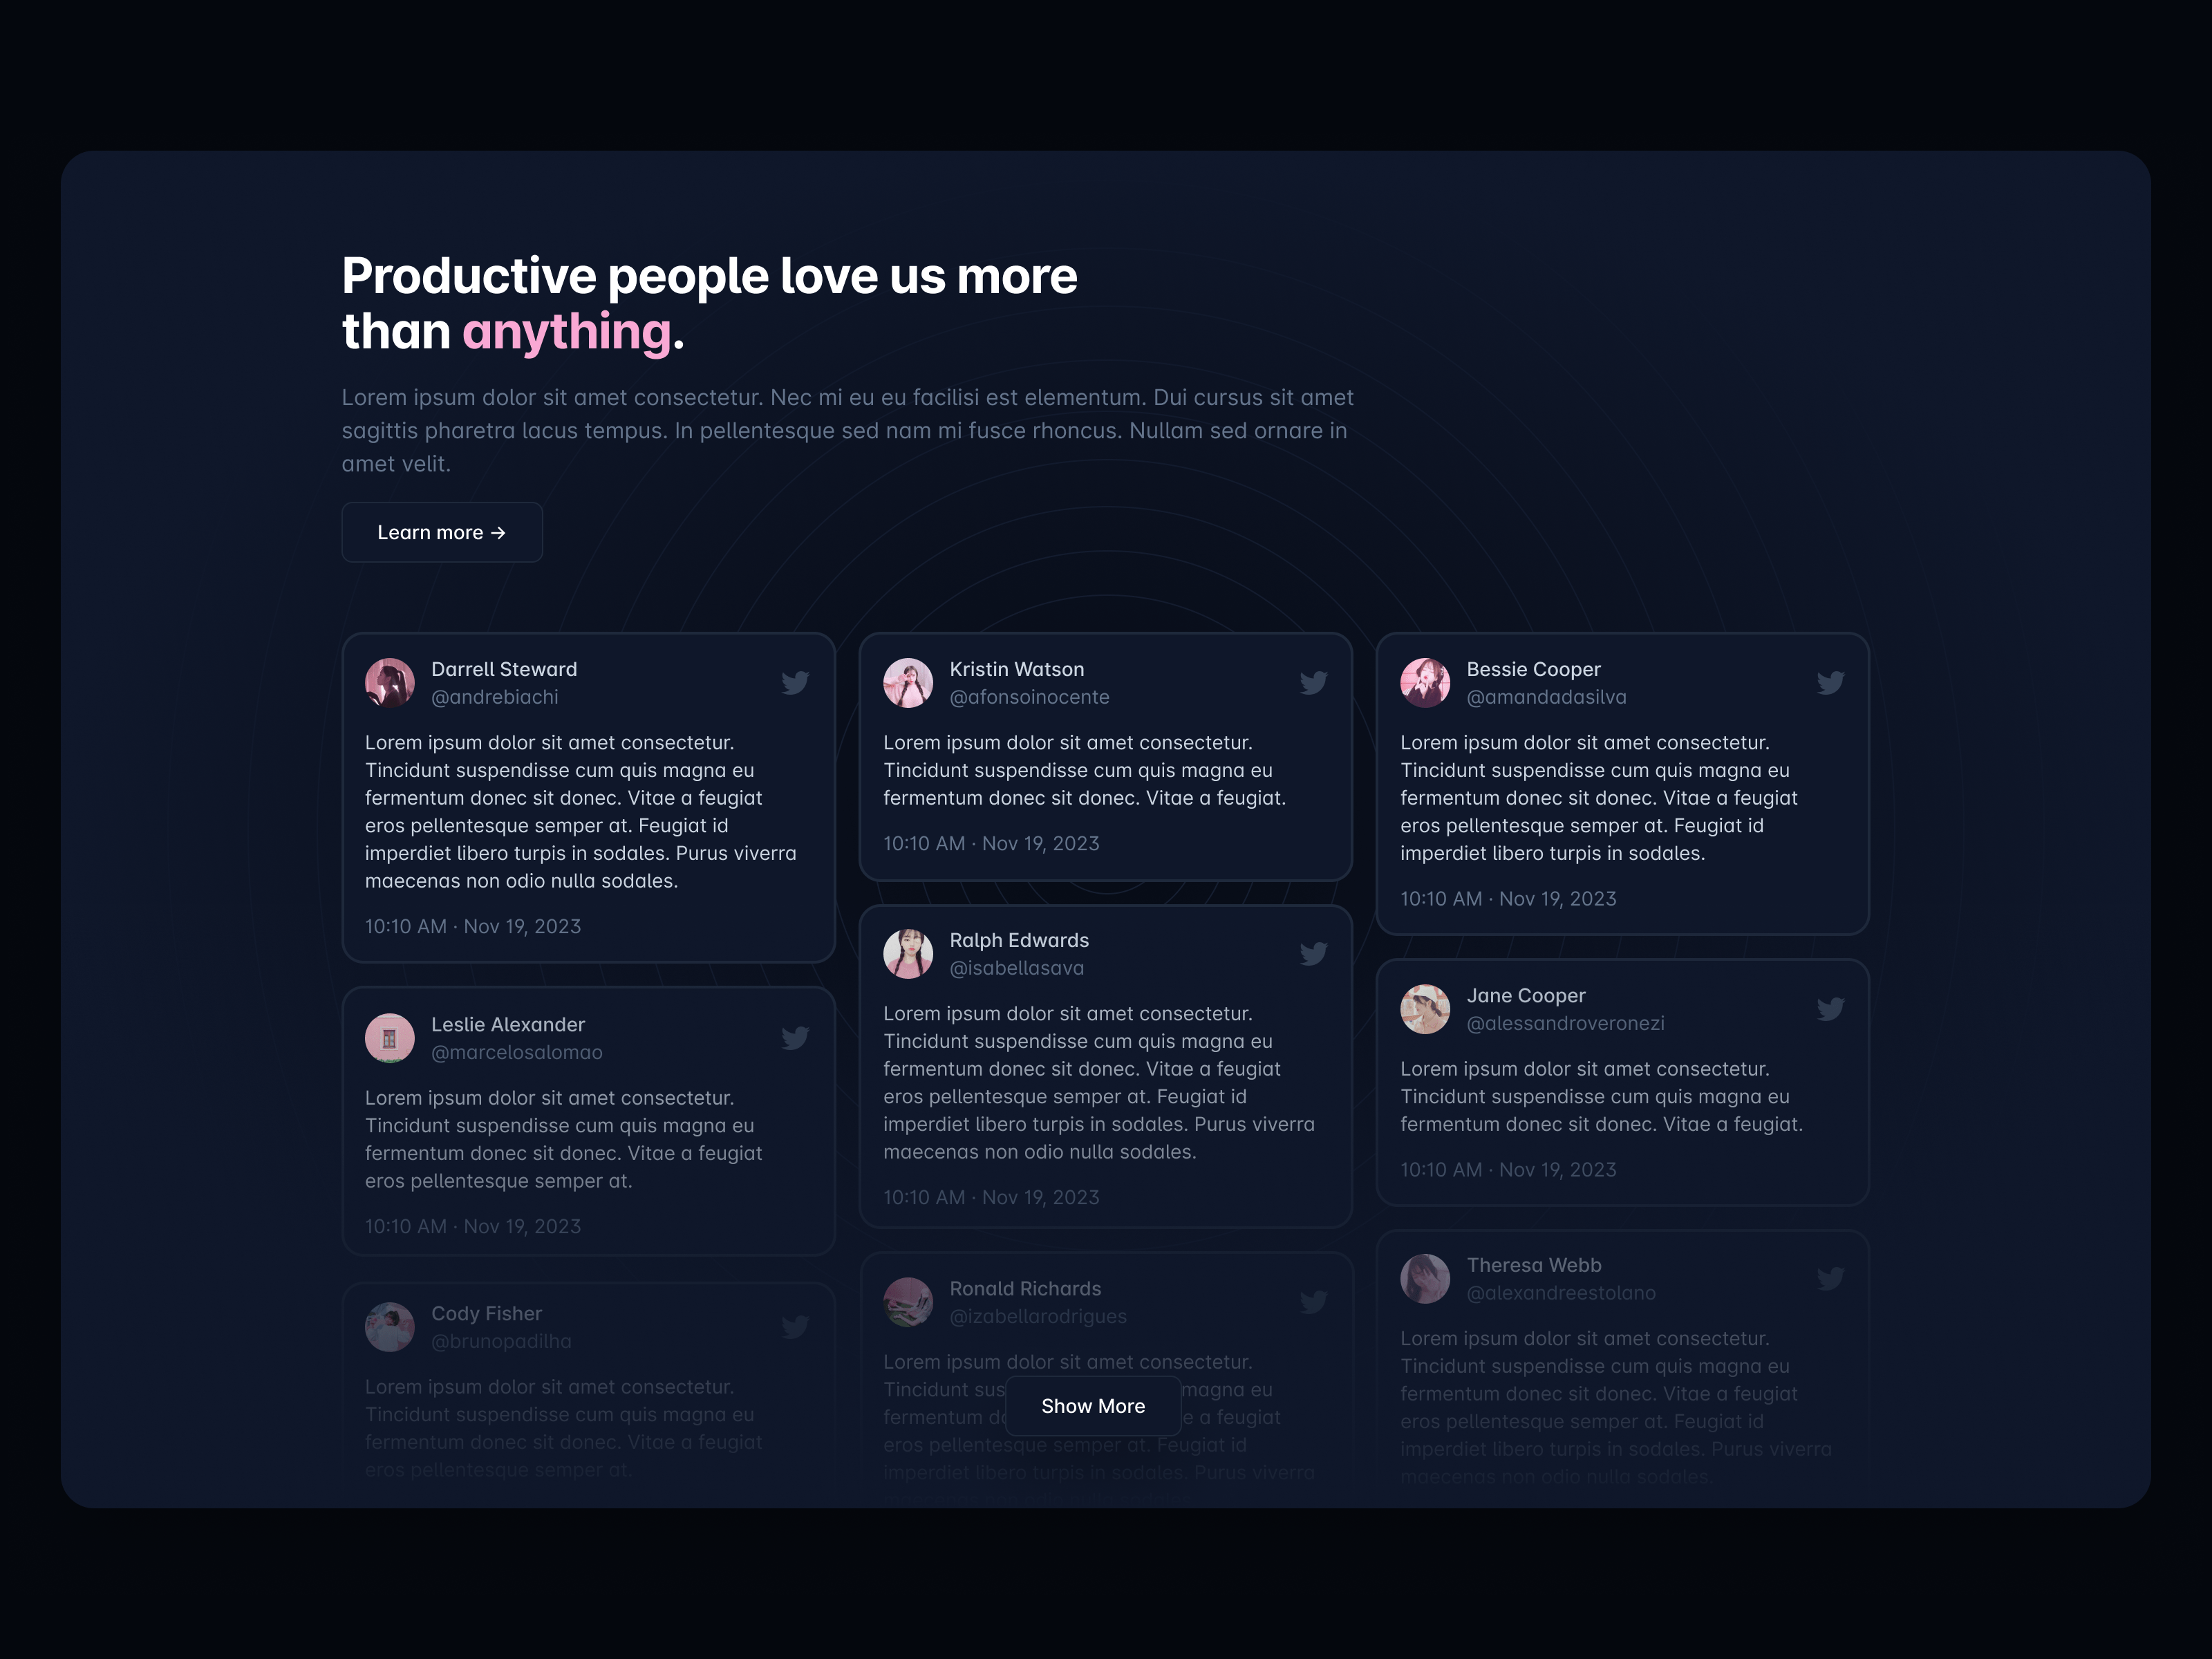 Productive people love us more
than anything.
Lorem ipsum dolor sit amet consectetur. Nec mi eu eu facilisi est elementum. Dui cursus sit amet
sagittis pharetra lacus tempus. In pellentesque sed nam mi fusce rhoncus. Nullam sed ornare in
amet velit.
Learn more →
Darrell Steward
@andrebiachi
Lorem ipsum dolor sit amet consectetur.
Tincidunt suspendisse cum quis magna eu
fermentum donec sit donec. Vitae a feugiat
eros pellentesque semper at. Feugiat id
imperdiet libero turpis in sodales. Purus viverra
maecenas non odio nulla sodales.
10:10 AM · Nov 19, 2023
Leslie Alexander
@marcelosalomao
Lorem ipsum dolor sit amet consectetur.
Tincidunt suspendisse cum quis magna eu
fermentum donec sit donec. Vitae a feugiat
eros pellentesque semper at.
10:10 AM · Nov 19, 2023
Cody Fisher
@brunopadilha
Lorem ipsum dolor sit amet consectetur.
Tincidunt suspendisse cum quis magna eu
fermentum donec sit donec. Vitae a feugiat
eros pellentesque semper at.
Kristin Watson
@afonsoinocente
Lorem ipsum dolor sit amet consectetur.
Tincidunt suspendisse cum quis magna eu
fermentum donec sit donec. Vitae a feugiat.
10:10 AM · Nov 19, 2023
Ralph Edwards
@isabellasava
Lorem ipsum dolor sit amet consectetur.
Tincidunt suspendisse cum quis magna eu
fermentum donec sit donec. Vitae a feugiat
eros pellentesque semper at. Feugiat id
imperdiet libero turpis in sodales. Purus viverra
maecenas non odio nulla sodales.
10:10 AM · Nov 19, 2023
Ronald Richards
@izabellarodrigues
Lorem ipsum dolor sit amet consectetur.
Tincidunt magna eu
fermentum a feugiat
eros pellentesque semper at. Feugiat id
imperdiet libero turpis in sodales. Purus viverra
Show More
Bessie Cooper
@amandadasilva
Lorem ipsum dolor sit amet consectetur.
Tincidunt suspendisse cum quis magna eu
fermentum donec sit donec. Vitae a feugiat
eros pellentesque semper at. Feugiat id
imperdiet libero turpis in sodales.
10:10 AM · Nov 19, 2023
Jane Cooper
@alessandroveronezi
Lorem ipsum dolor sit amet consectetur.
Tincidunt suspendisse cum quis magna eu
fermentum donec sit donec. Vitae a feugiat.
10:10 AM · Nov 19, 2023
Theresa Webb
@alexandreestolano
Lorem ipsum dolor sit amet consectetur.
Tincidunt suspendisse cum quis magna eu
fermentum donec sit donec. Vitae a feugiat
eros pellentesque semper at. Feugiat id
imperdiet libero turpis in sodales. Purus viverra
maecenas non odio nulla sodales.